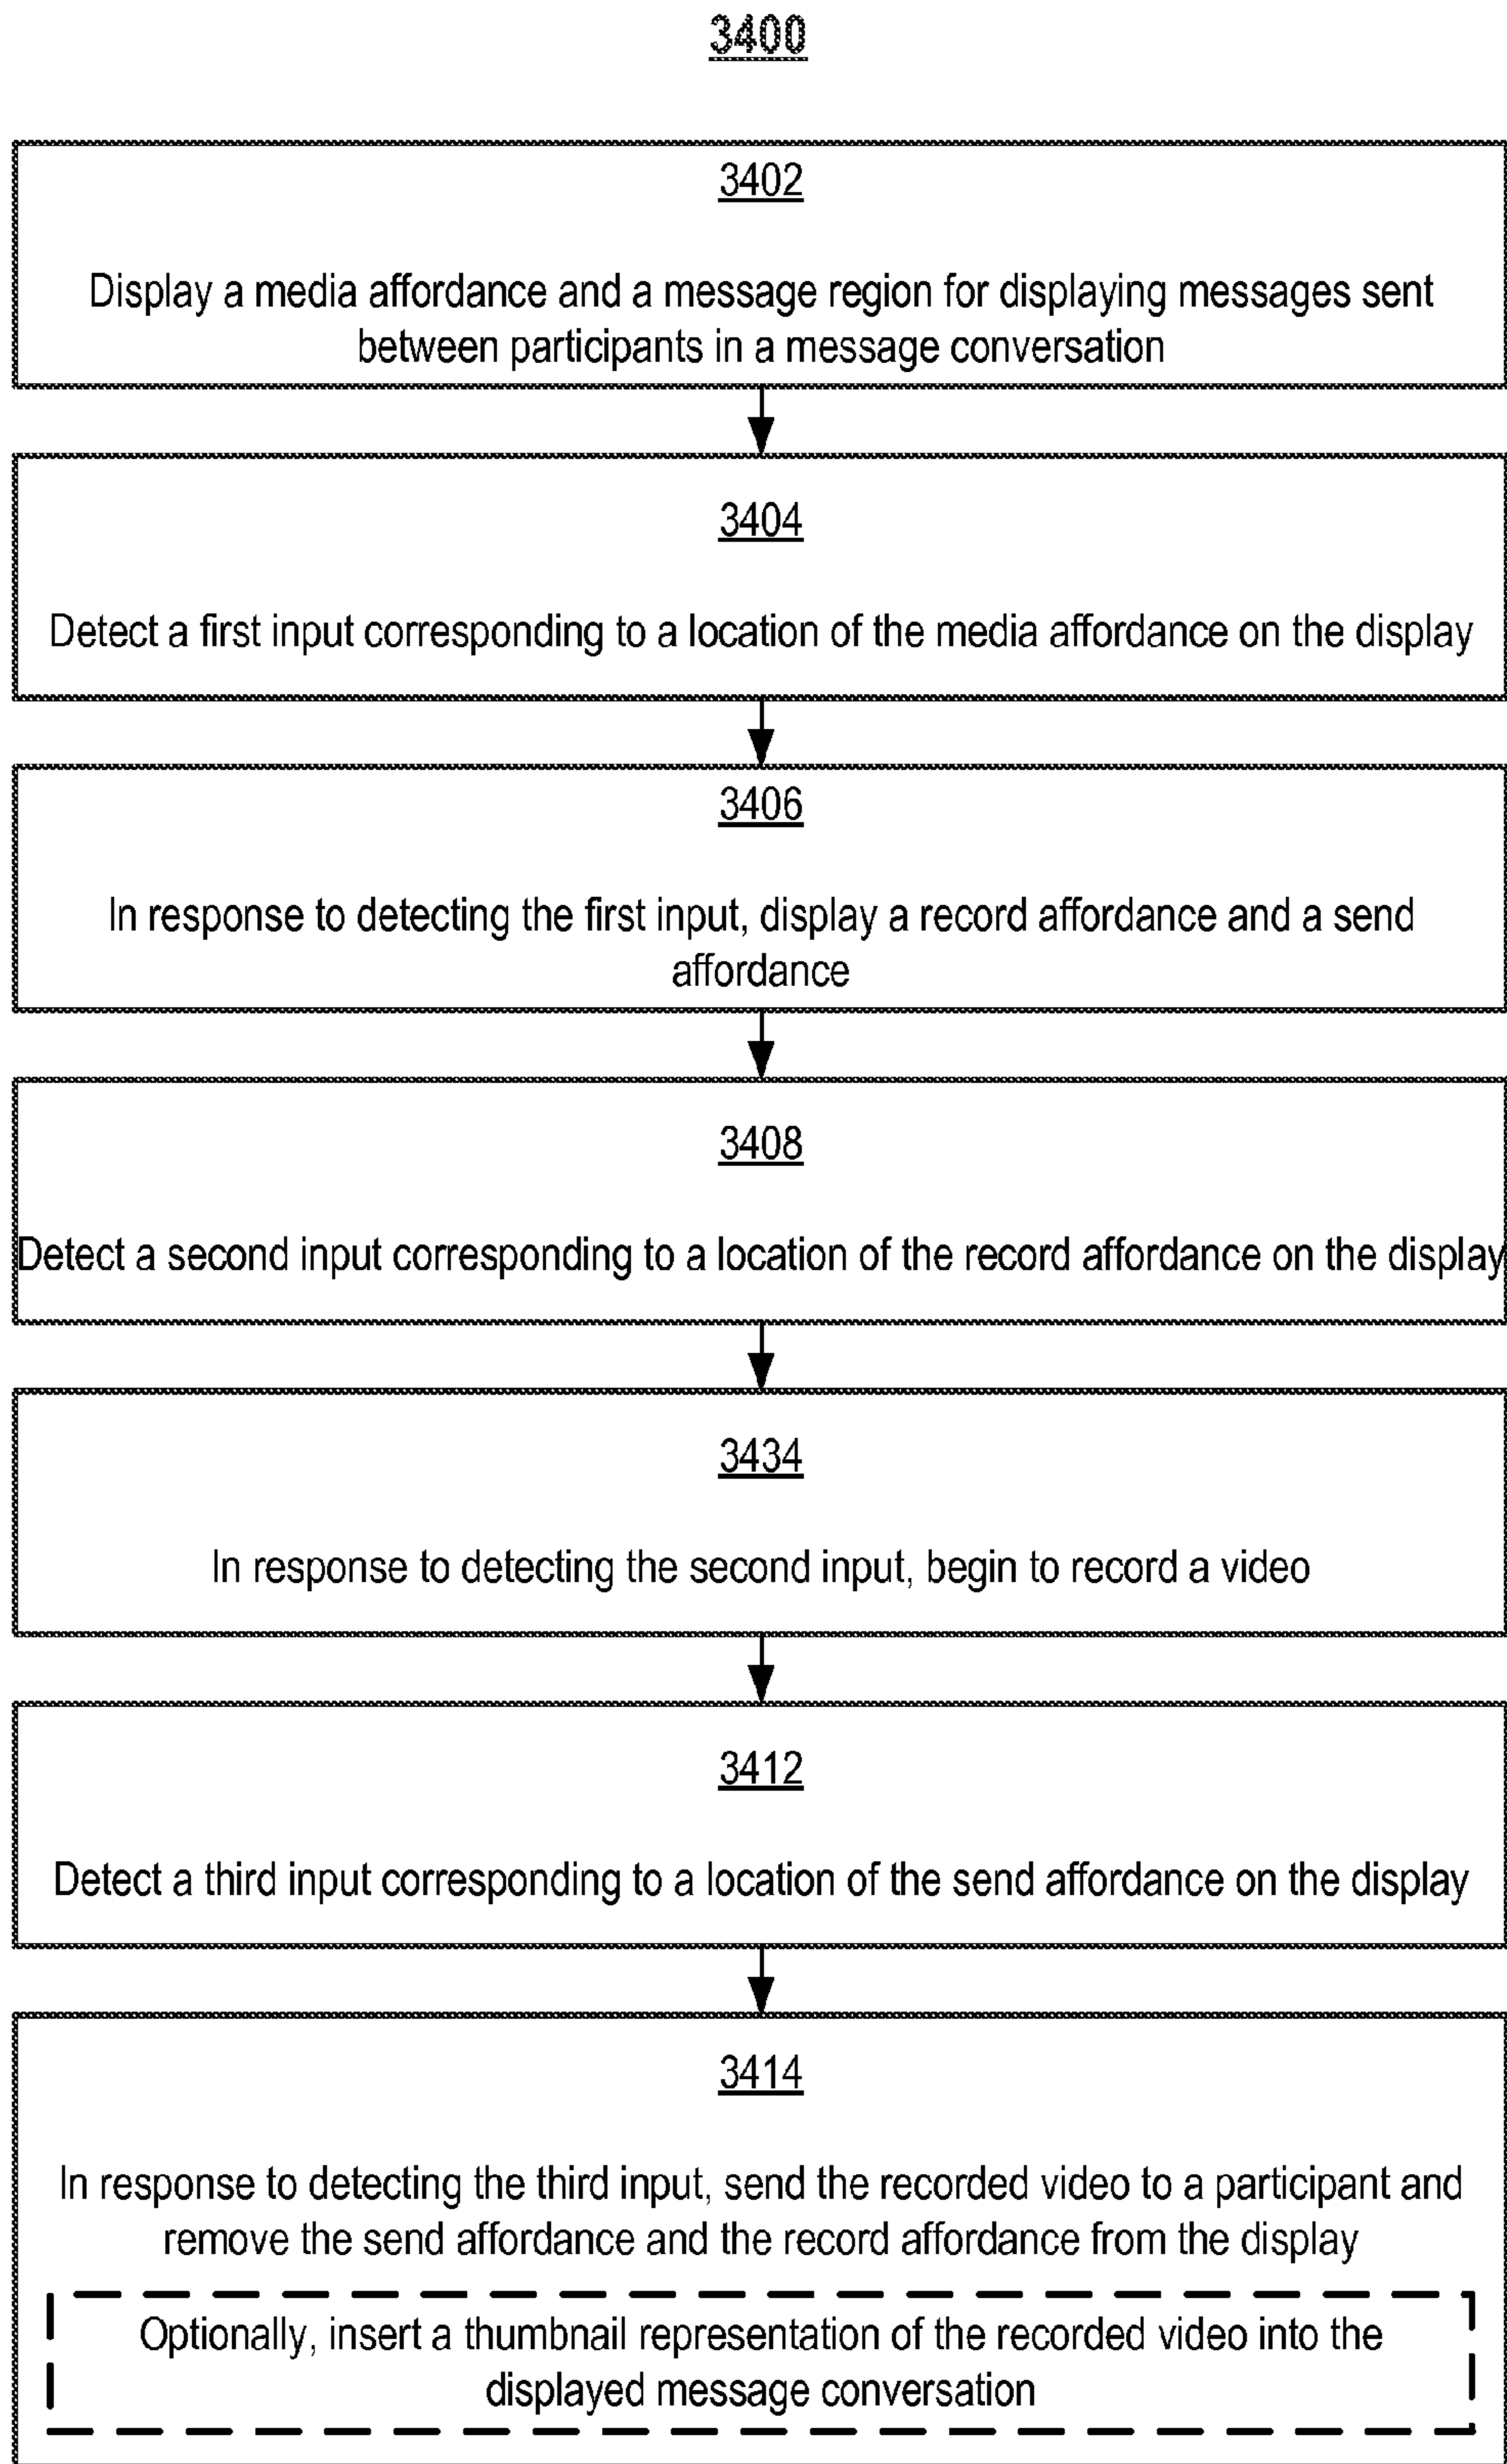 3400
3402
Display a media affordance and a message region for displaying messages sent
between participants in a message conversation
3404
Detect a first input corresponding to a location of the media affordance on the display
3406
In response to detecting the first input, display a record affordance and a send
affordance
3408
Detect a second input corresponding to a location of the record affordance on the display
3434
In response to detecting the second input, begin to record a video
3412
Detect a third input corresponding to a location of the send affordance on the display
3414
In response to detecting the third input, send the recorded video to a participant and
remove the send affordance and the record affordance from the display
Optionally, insert a thumbnail representation of the recorded video into the
displayed message conversation